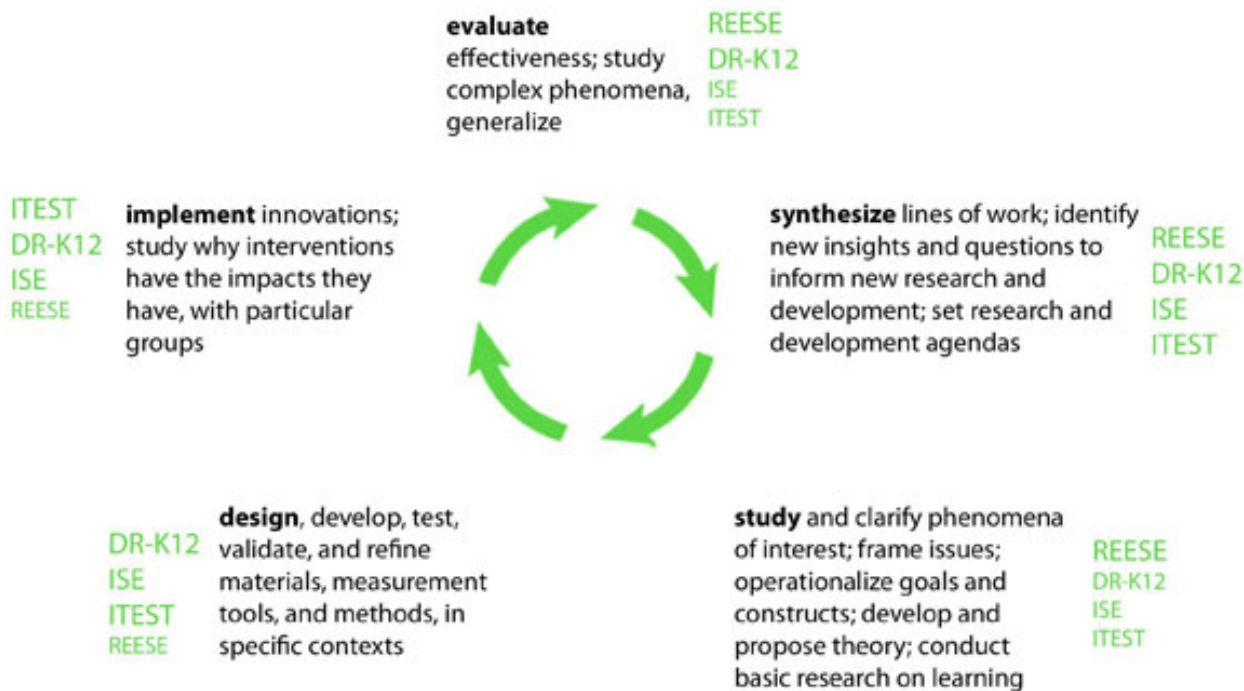 evaluate
effectiveness; study
complex phenomena,
generalize
REESE
DR-K12
ISE
ITEST
ITEST
DR-K12
ISE
REESE
implement innovations;
study why interventions
have the impacts they
have, with particular
groups
synthesize lines of work; identify
new insights and questions to
inform new research and
development; set research and
development agendas
REESE
DR-K12
ISE
ITEST
DR-K12
ISE
ITEST
REESE
design, develop, test,
validate, and refine
materials, measurement
tools, and methods, in
specific contexts
study and clarify phenomena
of interest; frame issues;
operationalize goals and
constructs; develop and
propose theory; conduct
basic research on learning
REESE
DR-K12
ISE
ITEST